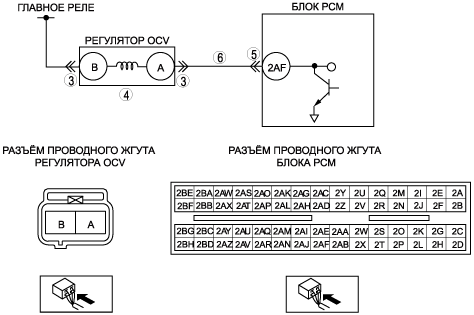 ГЛАВНОЕ РЕЛЕ
БЛОК PCM
РЕГУЛЯТОР OCV
B
A
2AF
3
3
4
6
5
РАЗЪЁМ ПРОВОДНОГО ЖГУТА
РЕГУЛЯТОРА OCV
РАЗЪЁМ ПРОВОДНОГО ЖГУТА
БЛОКА PCM
B A
2BE 2BA 2AW 2AS 2AO 2AK 2AG 2AC 2Y 2U 2Q 2M 2I 2E 2A
2BF 2BB 2AX 2AT 2AP 2AL 2AH 2AD 2Z 2V 2R 2N 2J 2F 2B
2BG 2BC 2AY 2AU 2AQ 2AM 2AI 2AE 2AA 2W 2S 2O 2K 2G 2C
2BH 2BD 2AZ 2AV 2AR 2AN 2AJ 2AF 2AB 2X 2T 2P 2L 2H 2D